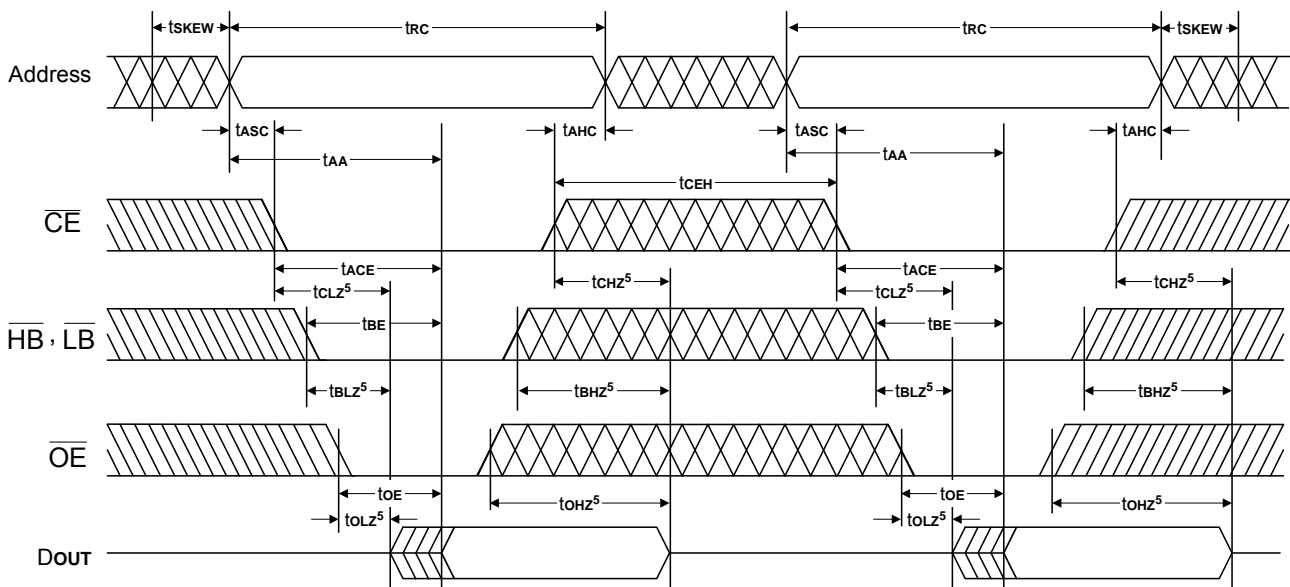 tSKEW tRC tRC tSKEW
Address
tASC tAHC tASC tAHC
tAA tAA
tCEH
CE
tACE tACE
tCLZ5 tCHZ5 tCLZ5 tCHZ5
tBE tBE
HB , LB
tBLZ5 tBHZ5 tBLZ5 tBHZ5
OE
tOE tOE
tOLZ5 tOHZ5 tOLZ5 tOHZ5
DOUT